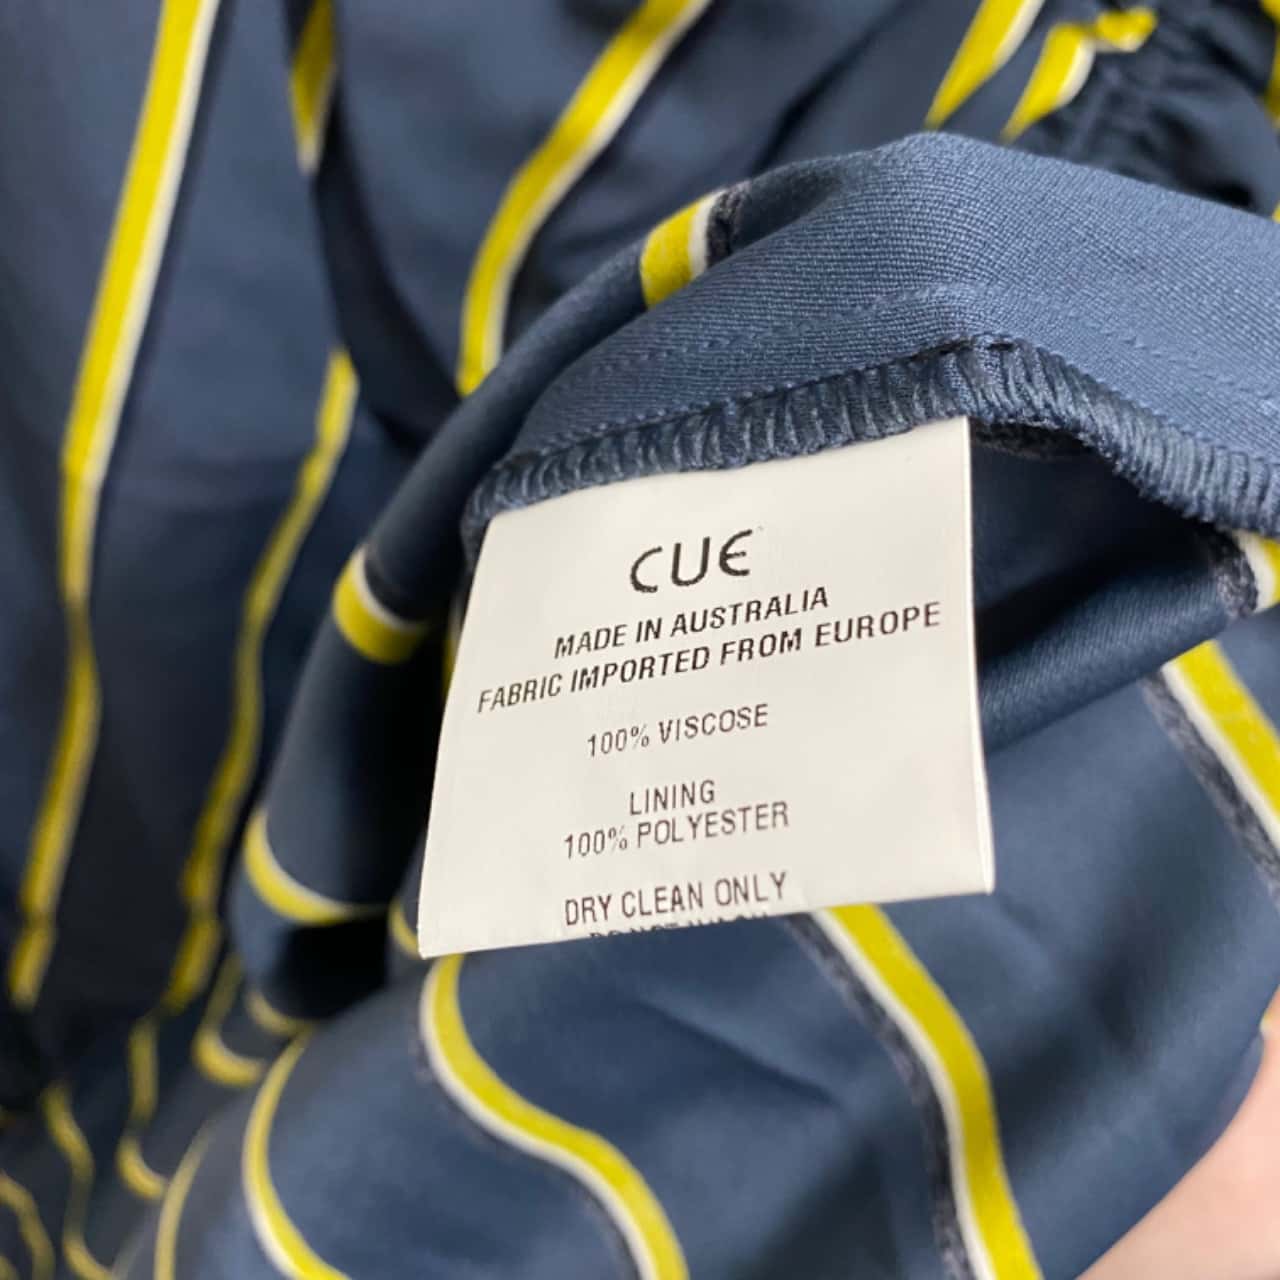 CUE
MADE IN AUSTRALIA
FABRIC IMPORTED FROM EUROPE
100% VISCOSE
LINING
100% POLYESTER
DRY CLEAN ONLY